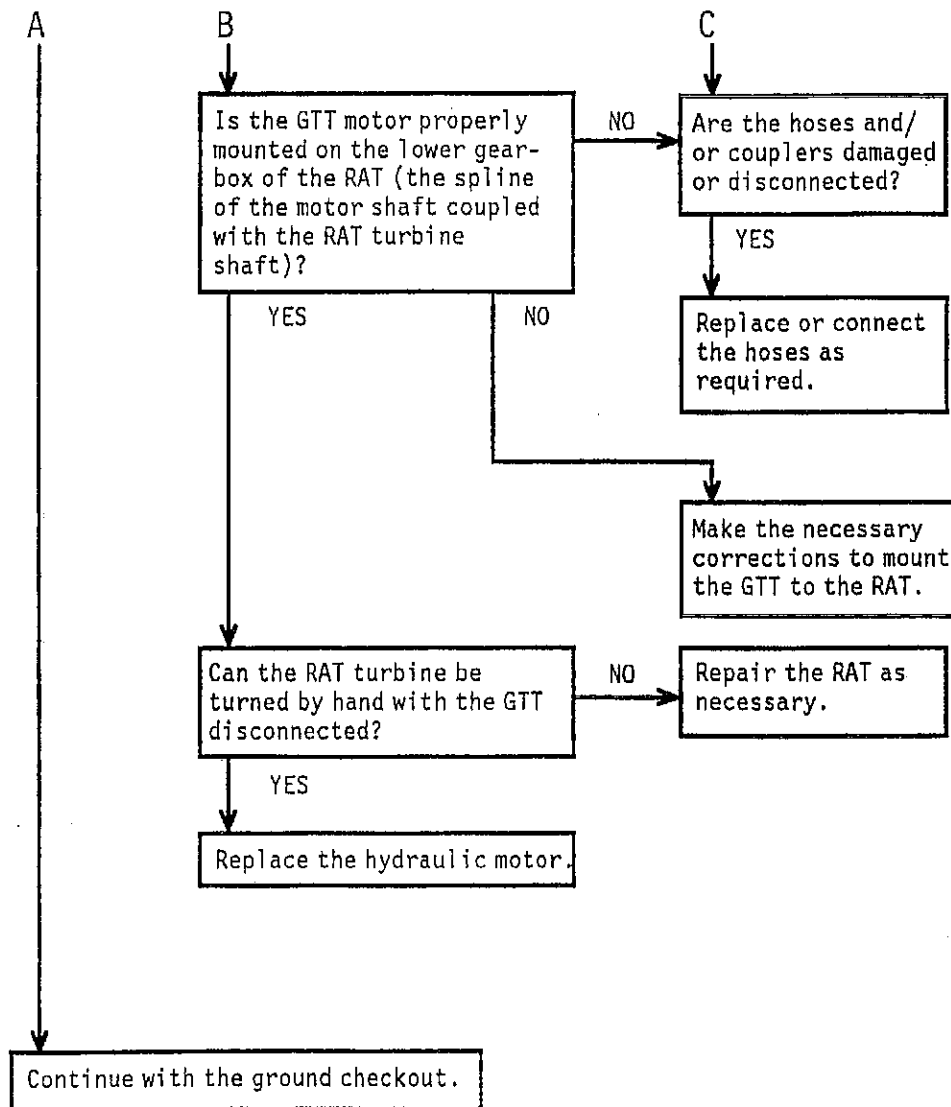 A
B
C
Is the GTT motor properly
mounted on the lower gear-
box of the RAT (the spline
of the motor shaft coupled
with the RAT turbine
shaft)?
NO
Are the hoses and/
or couplers damaged
or disconnected?
YES
Replace or connect
the hoses as
required.
YES
NO
Make the necessary
corrections to mount
the GTT to the RAT.
Can the RAT turbine be
turned by hand with the GTT
disconnected?
NO
Repair the RAT as
necessary.
YES
Replace the hydraulic motor.
Continue with the ground checkout.